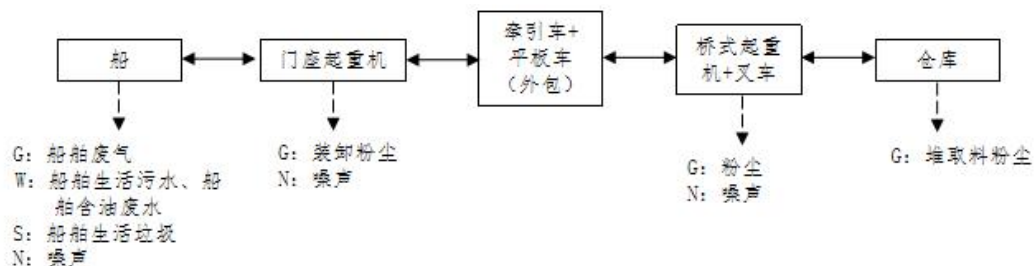 船
门座起重机
牵引车+
平板车
（外包）
桥式起重
机+叉车
仓库
G：船舶废气
W：船舶生活污水、船
舶含油废水
S：船舶生活垃圾
N：噪声
G：装卸粉尘
N：噪声
G：粉尘
N：噪声
G：堆取料粉尘